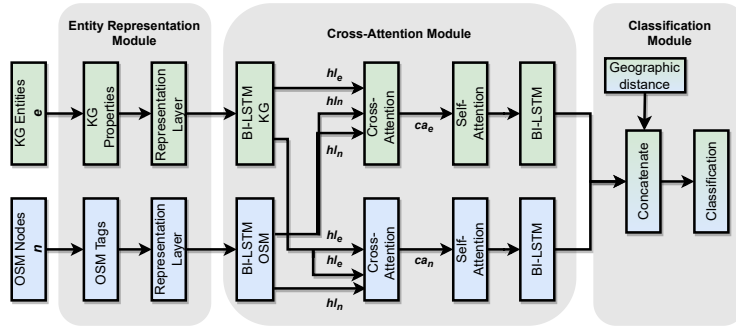 Entity Representation
Module
Cross-Attention Module
Classification
Module
KG Entities
e
KG
Properties
Representation
Layer
BI-LSTM
KG
hl_e
hl_n
hl_n
Cross-
Attention
ca_e
Self-
Attention
BI-LSTM
Geographic
distance
Concatenate
Classification
OSM Nodes
n
OSM Tags
Representation
Layer
BI-LSTM
OSM
hl_e
hl_e
hl_n
Cross-
Attention
ca_n
Self-
Attention
BI-LSTM